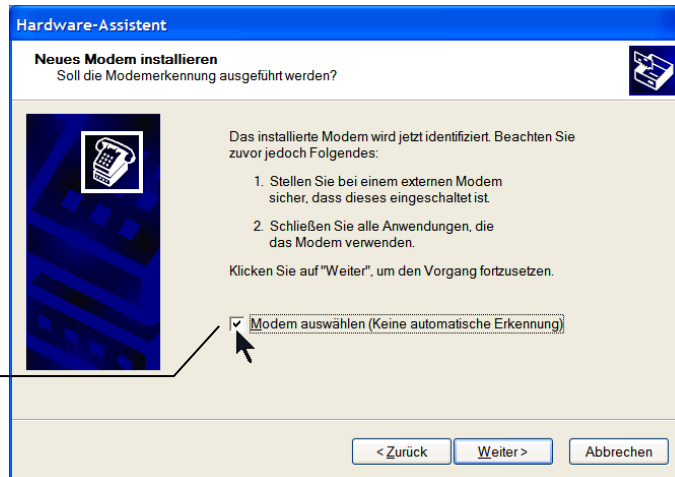 Hardware-Assistent
Neues Modem installieren
Soll die Modemerkennung ausgeführt werden?
Das installierte Modem wird jetzt identifiziert. Beachten Sie
zuvor jedoch Folgendes:
1. Stellen Sie bei einem externen Modem
sicher, dass dieses eingeschaltet ist.
2. Schließen Sie alle Anwendungen, die
das Modem verwenden.
Klicken Sie auf "Weiter", um den Vorgang fortzusetzen.
Modem auswählen (Keine automatische Erkennung)
< Zurück Weiter > Abbrechen